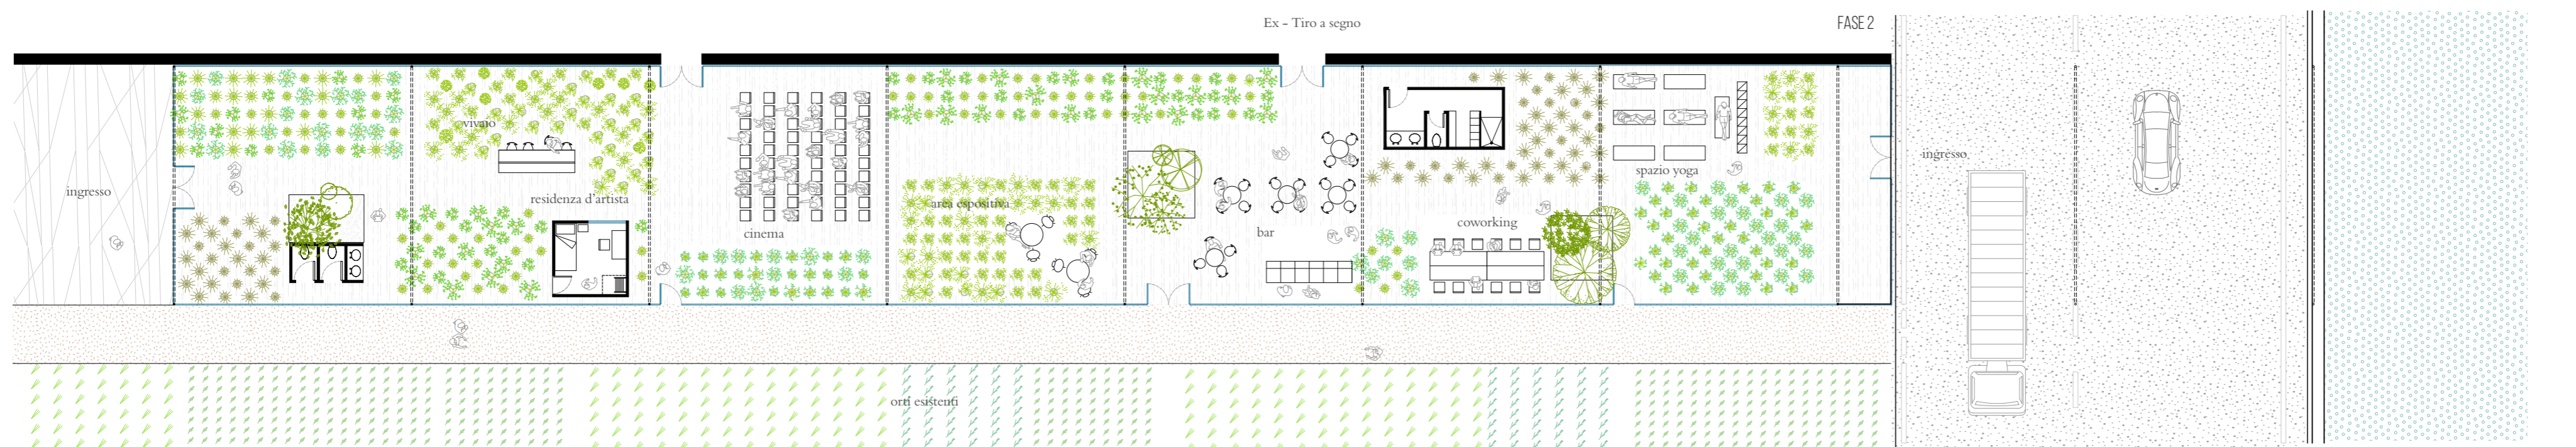 Ex - Tiro a segno
FASE 2
vivaio
ingresso
ingresso
spazio yoga
residenza d'artista
area espositiva
coworking
cinema
bar
orti esistenti